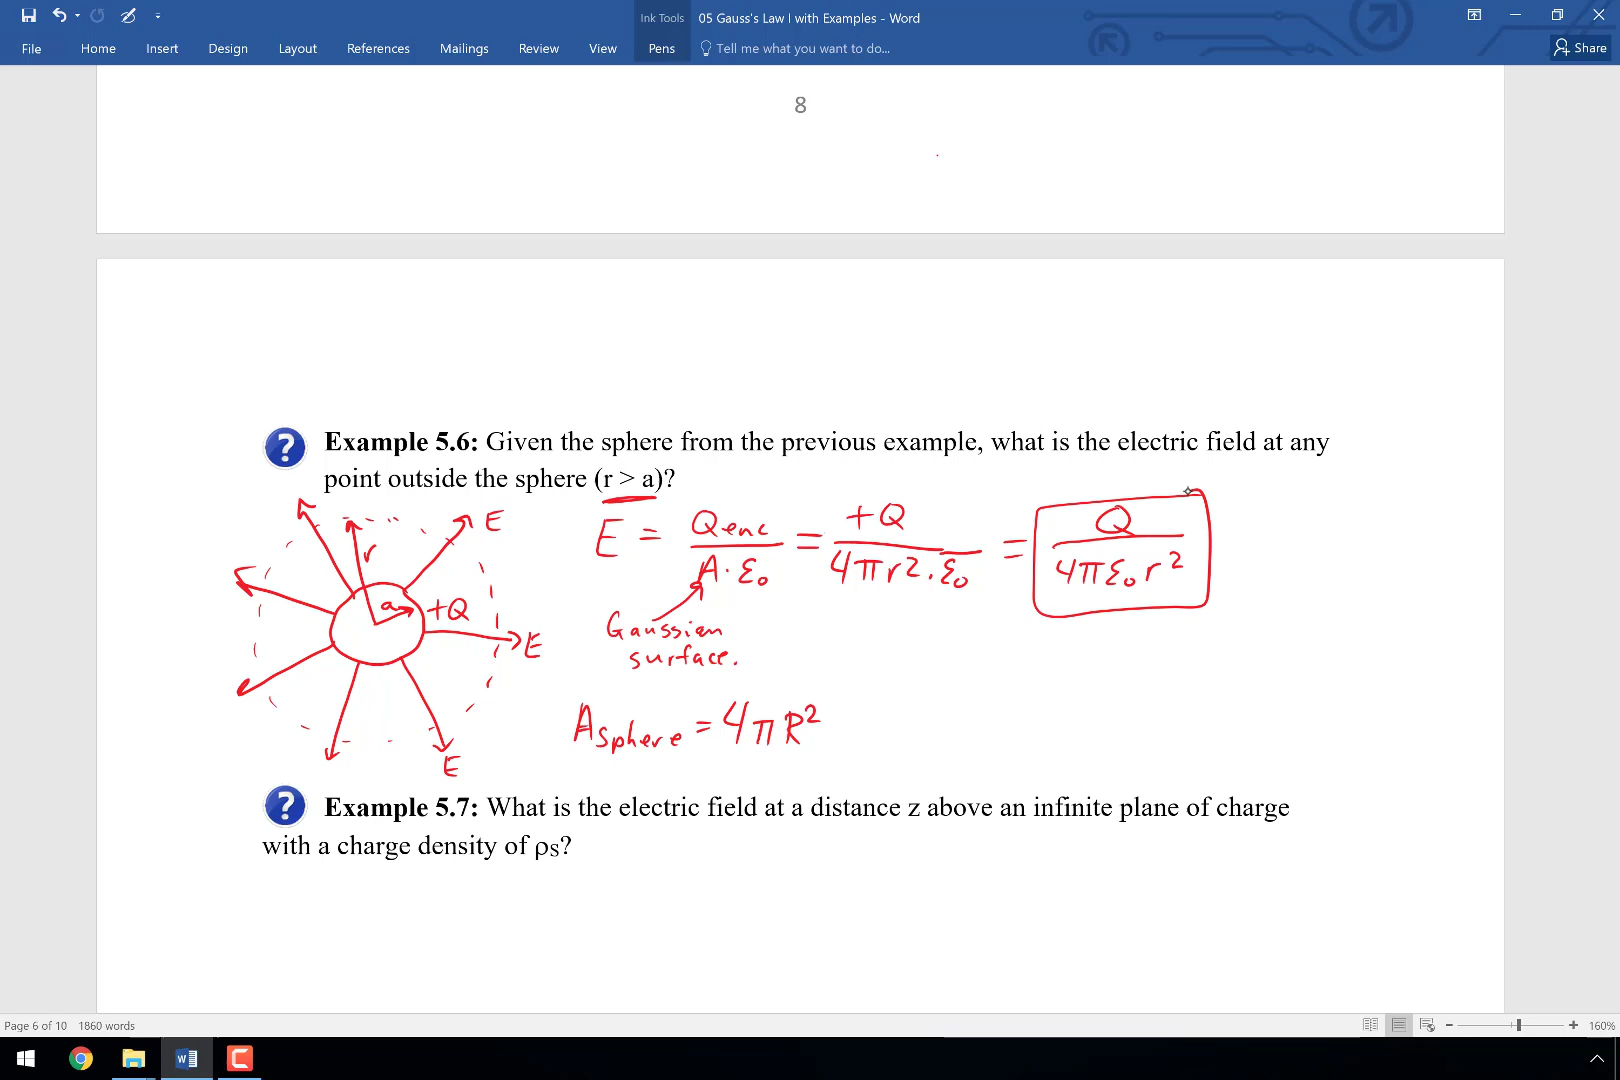 Ink Tools
05 Gauss's Law I with Examples - Word
File Home Insert Design Layout References Mailings Review View Pens Tell me what you want to do... Share
8
Example 5.6: Given the sphere from the previous example, what is the electric field at any
point outside the sphere (r > a)?
E = Qenc / A · ε₀ = +Q / 4πr² · ε₀ = Q / 4πε₀r²
Gaussian
surface.
E
r
a
+Q
E
E
Asphere = 4πR²
Example 5.7: What is the electric field at a distance z above an infinite plane of charge
with a charge density of ρs?
Page 6 of 10 1860 words
160%